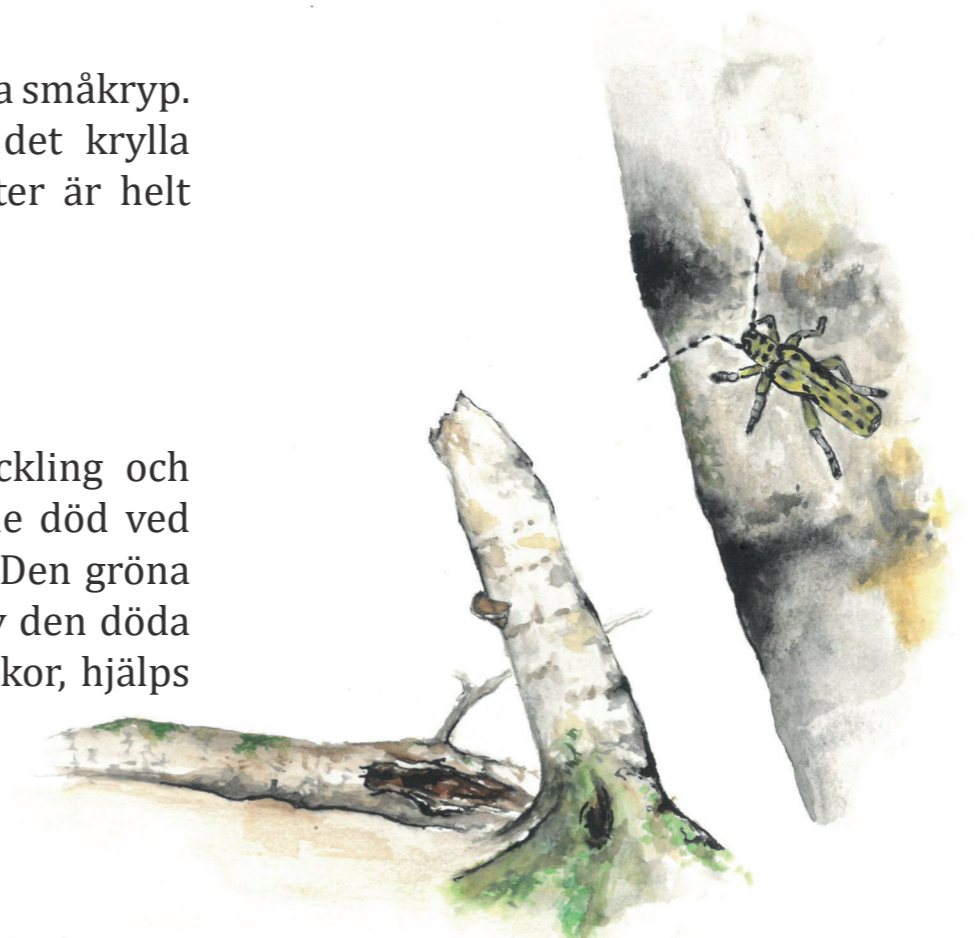 a småkryp.
det krylla
ter är helt
ckling och
e död ved
Den gröna
den döda
kor, hjälps